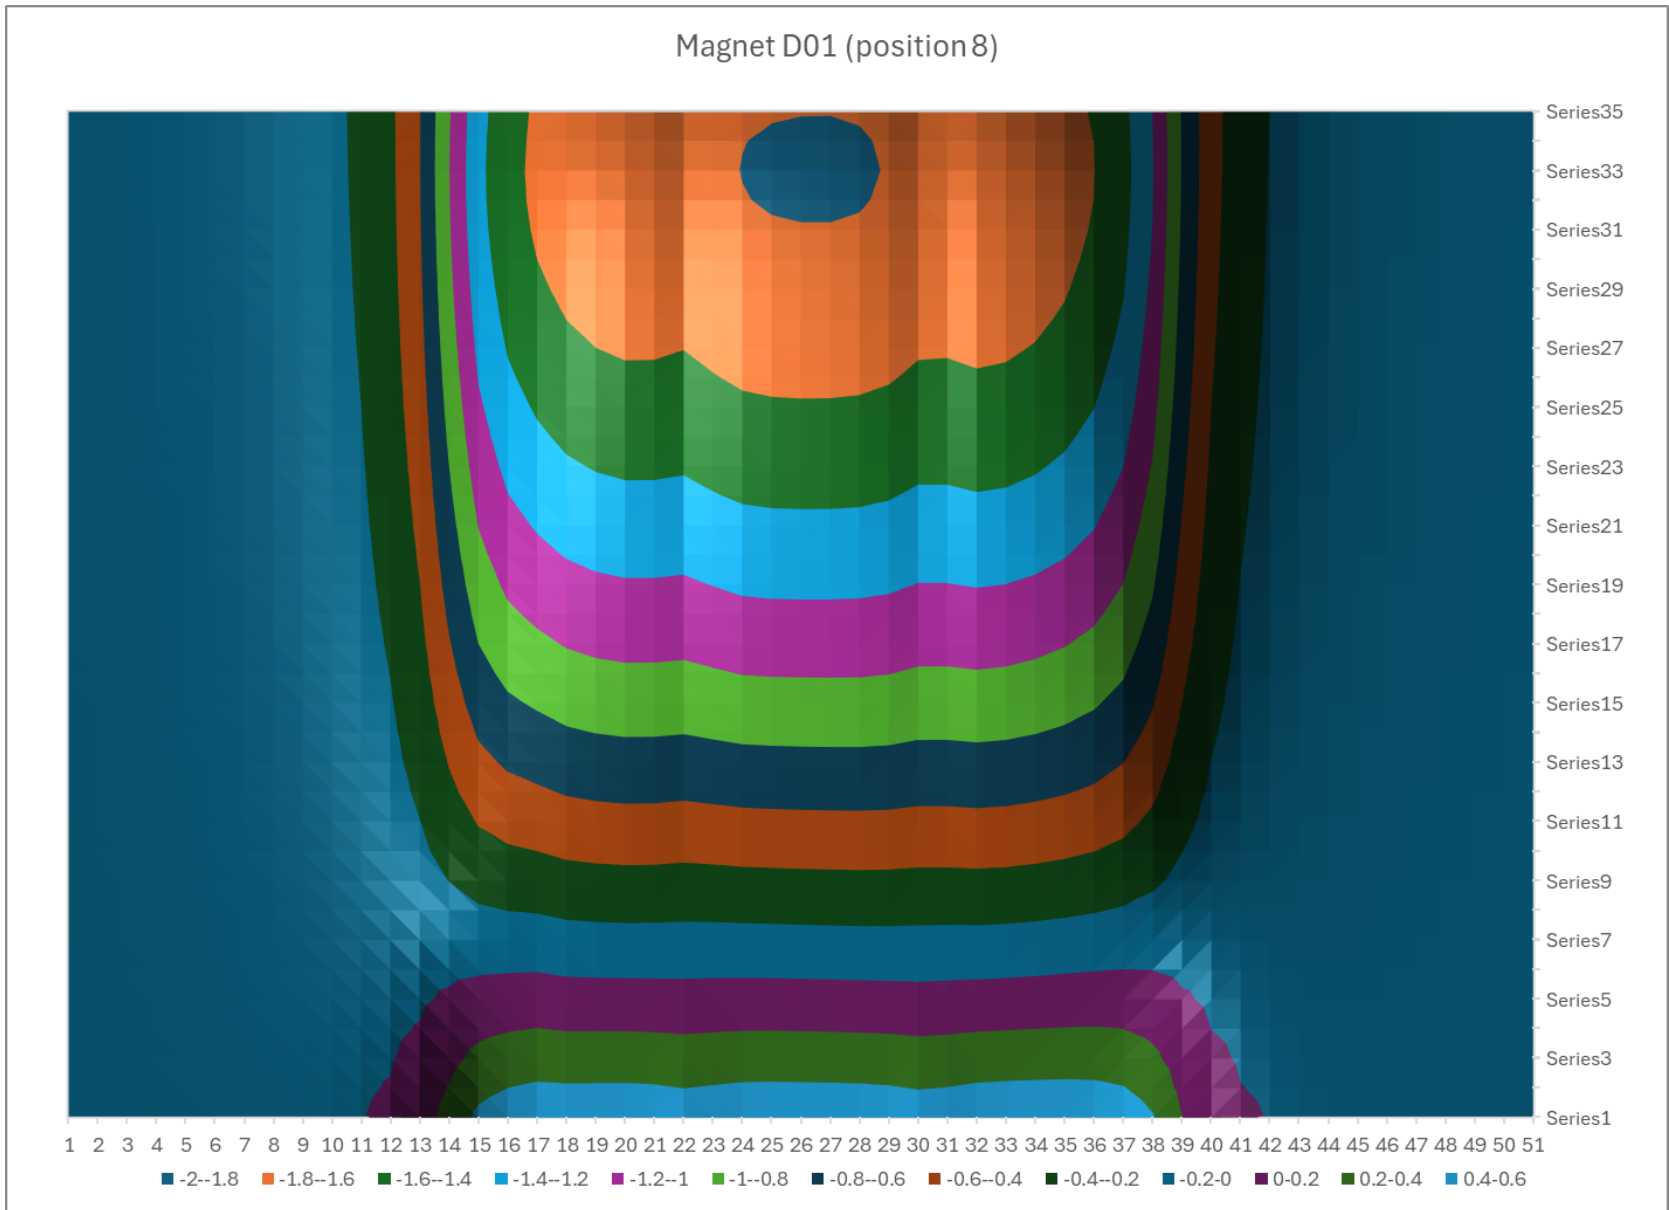 Magnet D01 (position 8)
Series35
Series33
Series31
Series29
Series27
Series25
Series23
Series21
Series19
Series17
Series15
Series13
Series11
Series9
Series7
Series5
Series3
Series1
1 2 3 4 5 6 7 8 9 10 11 12 13 14 15 16 17 18 19 20 21 22 23 24 25 26 27 28 29 30 31 32 33 34 35 36 37 38 39 40 41 42 43 44 45 46 47 48 49 50 51
-2--1.8 -1.8--1.6 -1.6--1.4 -1.4--1.2 -1.2--1 -1--0.8 -0.8--0.6 -0.6--0.4 -0.4--0.2 -0.2-0 0-0.2 0.2-0.4 0.4-0.6